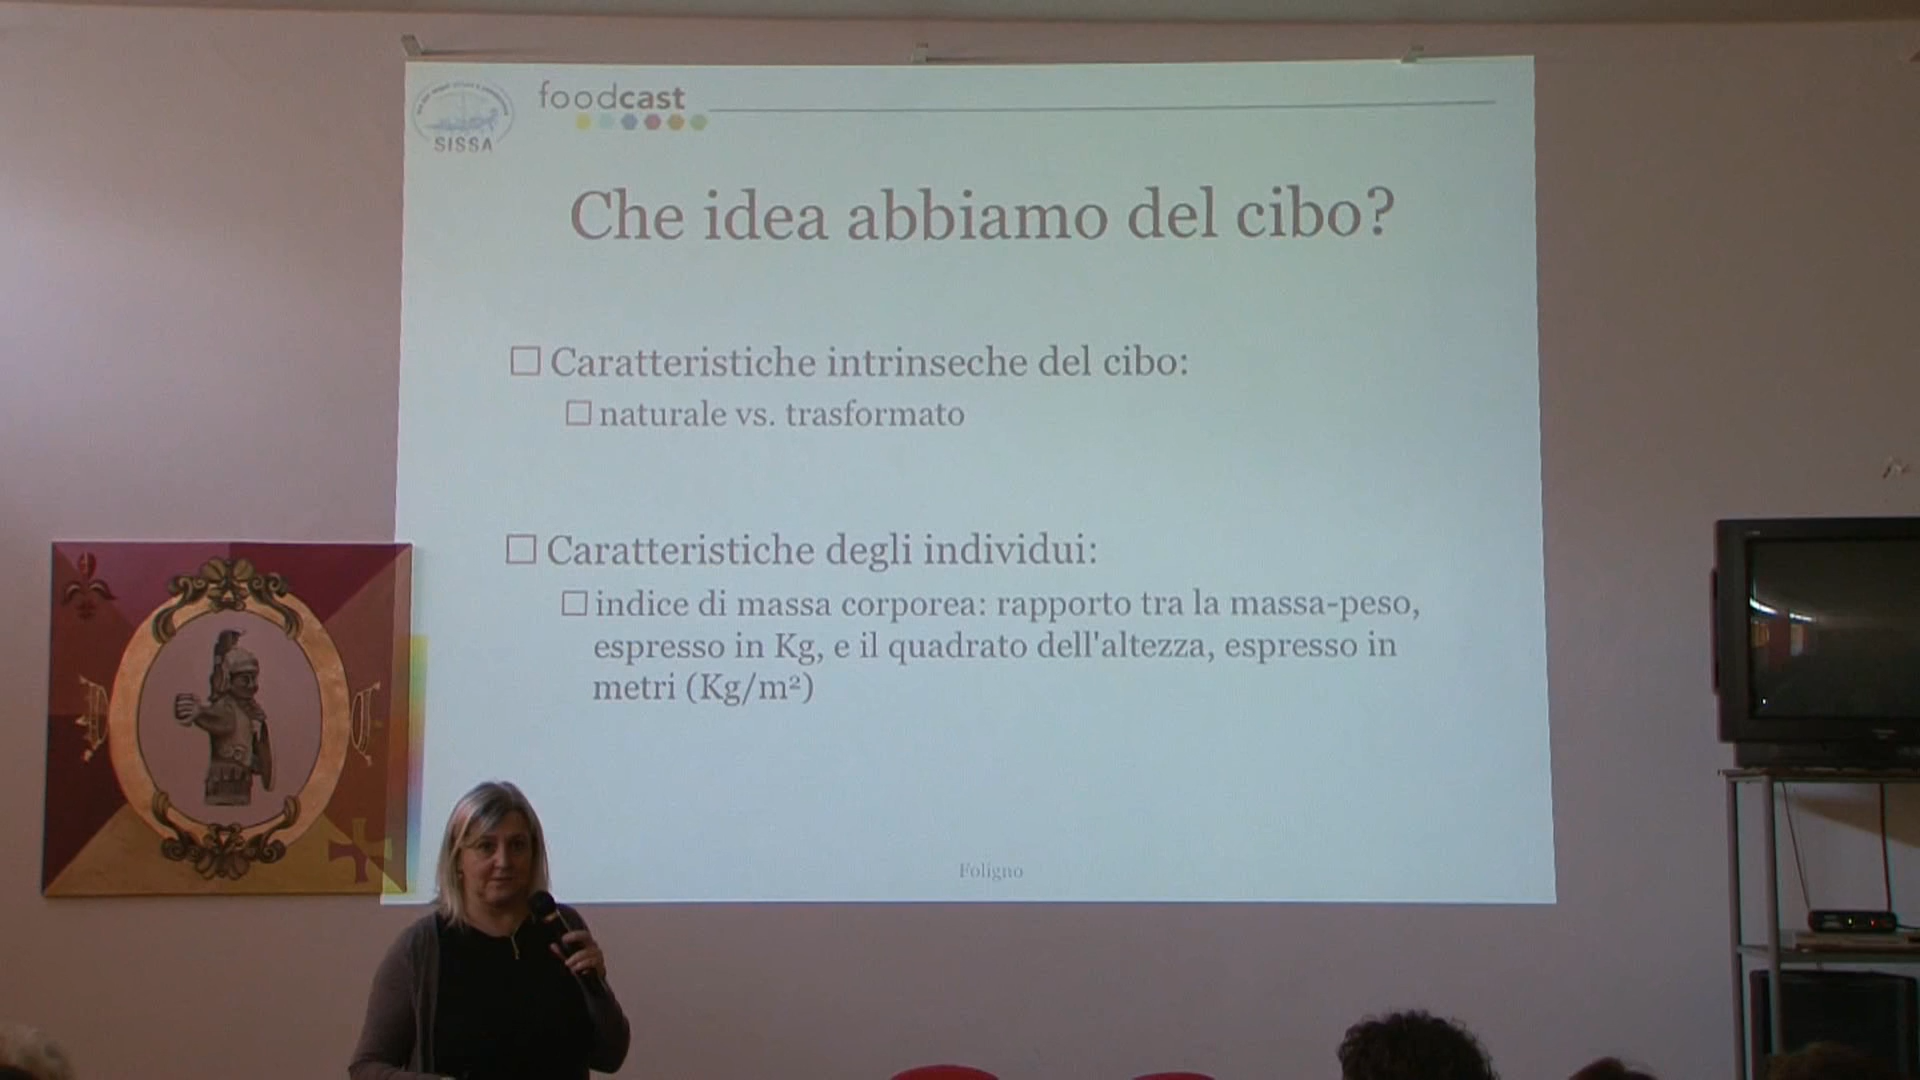 foodcast
SISSA
Che idea abbiamo del cibo?
Caratteristiche intrinseche del cibo:
naturale vs. trasformato
Caratteristiche degli individui:
indice di massa corporea: rapporto tra la massa-peso,
espresso in Kg, e il quadrato dell'altezza, espresso in
metri (Kg/m²)
Foligno